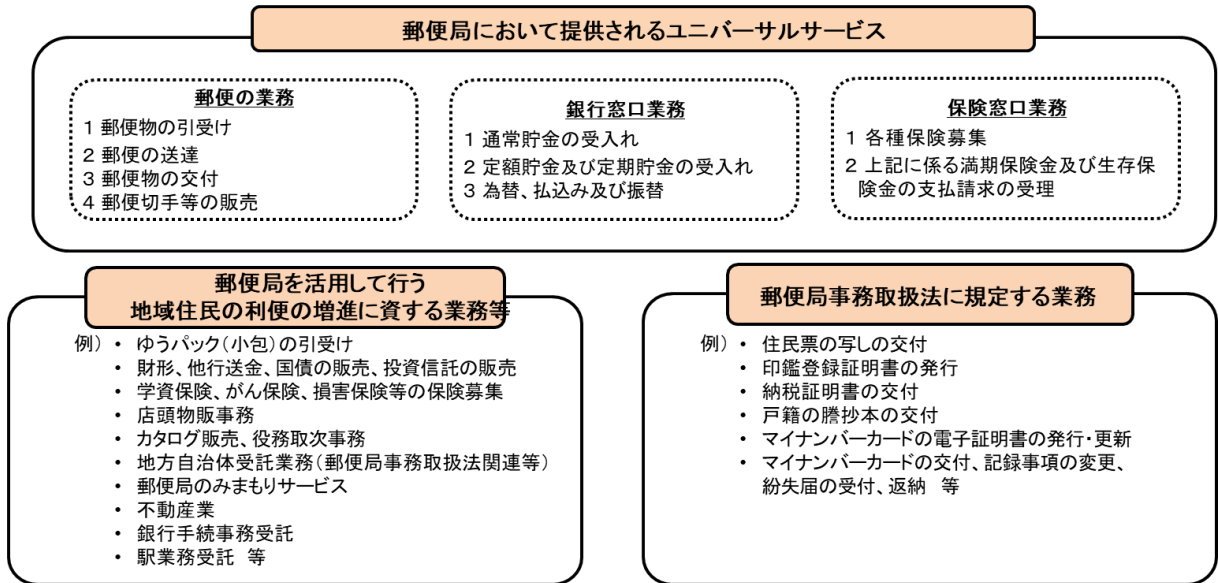 郵便局において提供されるユニバーサルサービス
郵便の業務
1 郵便物の引受け
2 郵便の送達
3 郵便物の交付
4 郵便切手等の販売
銀行窓口業務
1 通常貯金の受入れ
2 定額貯金及び定期貯金の受入れ
3 為替、払込み及び振替
保険窓口業務
1 各種保険募集
2 上記に係る満期保険金及び生存保
険金の支払請求の受理
郵便局を活用して行う
地域住民の利便の増進に資する業務等
例) ・ ゆうパック(小包)の引受け
・ 財形、他行送金、国債の販売、投資信託の販売
・ 学資保険、がん保険、損害保険等の保険募集
・ 店頭物販事務
・ カタログ販売、役務取次事務
・ 地方自治体受託業務(郵便局事務取扱法関連等)
・ 郵便局のみまもりサービス
・ 不動産業
・ 銀行手続事務受託
・ 駅業務受託 等
郵便局事務取扱法に規定する業務
例) ・ 住民票の写しの交付
・ 印鑑登録証明書の発行
・ 納税証明書の交付
・ 戸籍の謄抄本の交付
・ マイナンバーカードの電子証明書の発行・更新
・ マイナンバーカードの交付、記録事項の変更、
紛失届の受付、返納 等